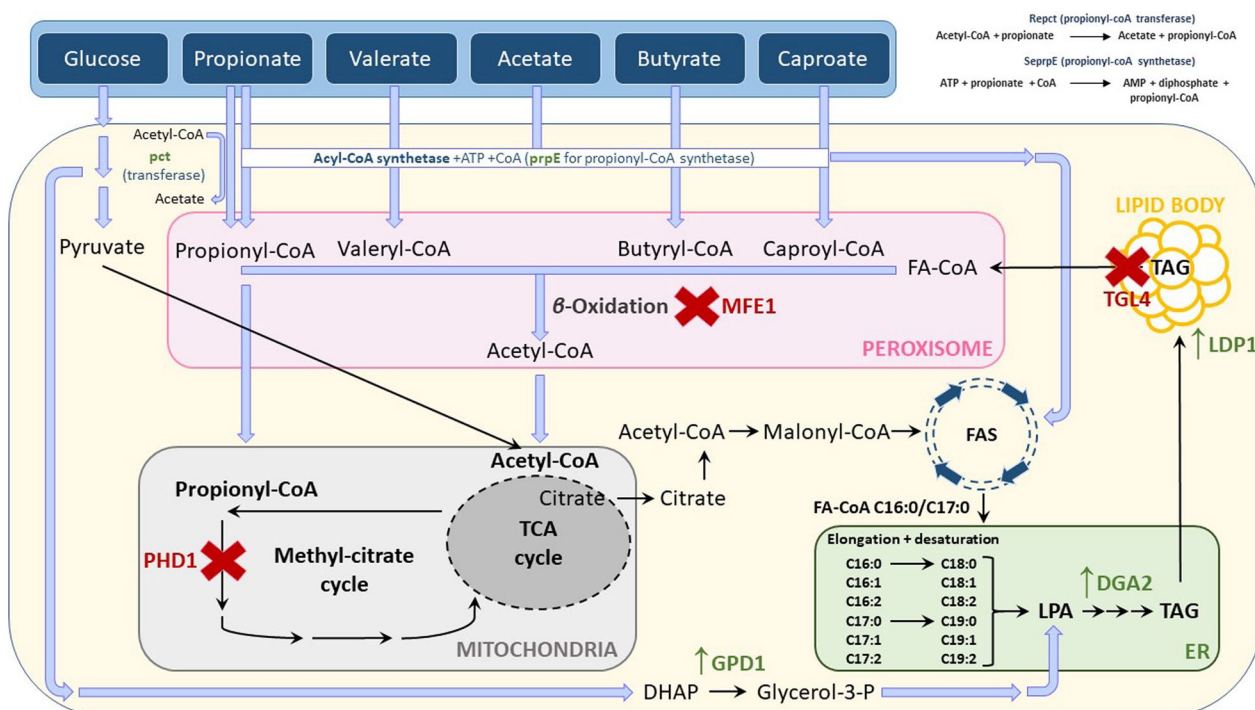 Glucose
Propionate
Valerate
Acetate
Butyrate
Caproate
Repct (propionyl-coA transferase)
Acetyl-CoA + propionate Acetate + propionyl-CoA
SeprpE (propionyl-coA synthetase)
ATP + propionate + CoA AMP + diphosphate +
propionyl-CoA
Acetyl-CoA
pct
(transferase)
Acetate
Acyl-CoA synthetase +ATP +CoA (prpE for propionyl-CoA synthetase)
Pyruvate
Propionyl-CoA
Valeryl-CoA
Butyryl-CoA
Caproyl-CoA
FA-CoA
β-Oxidation
MFE1
Acetyl-CoA
PEROXISOME
LIPID BODY
TAG
TGL4
↑LDP1
Acetyl-CoA
Malonyl-CoA
FAS
Acetyl-CoA
Citrate
Citrate
TCA
cycle
Propionyl-CoA
PHD1
Methyl-citrate
cycle
MITOCHONDRIA
FA-CoA C16:0/C17:0
Elongation + desaturation
C16:0 C18:0
C16:1 C18:1
C16:2 C18:2
C17:0 C19:0
C17:1 C19:1
C17:2 C19:2
LPA
↑DGA2
TAG
ER
↑GPD1
DHAP
Glycerol-3-P